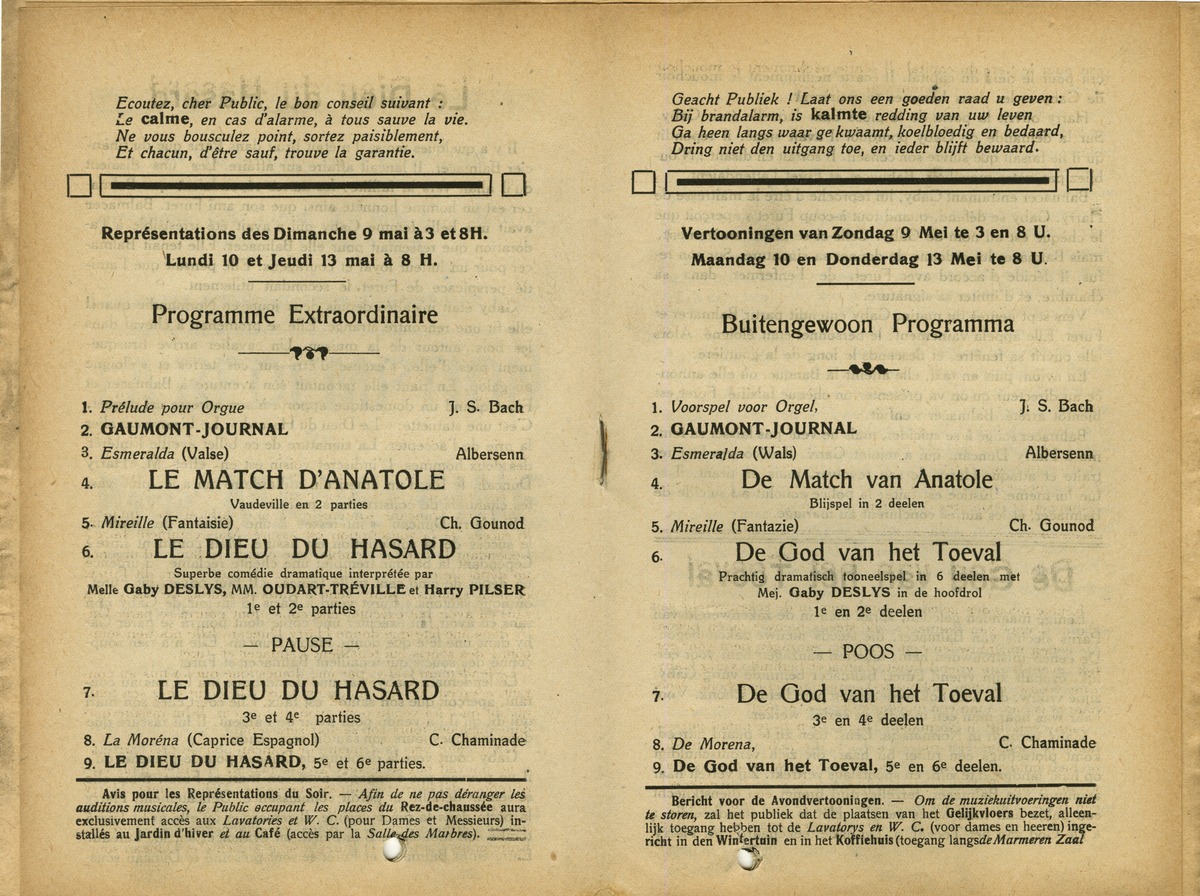 Ecoutez, cher Public, le bon conseil suivant :
Le calme, en cas d'alarme, à tous sauve la vie.
Ne vous bousculez point, sortez paisiblement,
Et chacun, d'être sauf, trouve la garantie.
Représentations des Dimanche 9 mai à 3 et 8H.
Lundi 10 et Jeudi 13 mai à 8 H.
Programme Extraordinaire
1. Prélude pour Orgue J. S. Bach
2. GAUMONT-JOURNAL
3. Esmeralda (Valse) Albersenn
4. LE MATCH D'ANATOLE
Vaudeville en 2 parties
5. Mireille (Fantaisie) Ch. Gounod
6. LE DIEU DU HASARD
Superbe comédie dramatique interprétée par
Melle Gaby DESLYS, MM. OUDART-TRÉVILLE et Harry PILSER
1e et 2e parties
— PAUSE —
7. LE DIEU DU HASARD
3e et 4e parties
8. La Moréna (Caprice Espagnol) C. Chaminade
9. LE DIEU DU HASARD, 5e et 6e parties.
Avis pour les Représentations du Soir. — Afin de ne pas déranger les
auditions musicales, le Public occupant les places du Rez-de-chaussée aura
exclusivement accès aux Lavatories et W. C. (pour Dames et Messieurs) in-
stallés au Jardin d'hiver et au Café (accès par la Salle des Marbres).
Geacht Publiek ! Laat ons een goeden raad u geven :
Bij brandalarm, is kalmte redding van uw leven
Ga heen langs waar ge kwaamt, koelbloedig en bedaard,
Dring niet den uitgang toe, en ieder blijft bewaard.
Vertooningen van Zondag 9 Mei te 3 en 8 U.
Maandag 10 en Donderdag 13 Mei te 8 U.
Buitengewoon Programma
1. Voorspel voor Orgel, J. S. Bach
2. GAUMONT-JOURNAL
3. Esmeralda (Wals) Albersenn
4. De Match van Anatole
Blijspel in 2 deelen
5. Mireille (Fantazie) Ch. Gounod
6. De God van het Toeval
Prachtig dramatisch tooneelspel in 6 deelen met
Mej. Gaby DESLYS in de hoofdrol
1e en 2e deelen
— POOS —
7. De God van het Toeval
3e en 4e deelen
8. De Morena, C. Chaminade
9. De God van het Toeval, 5e en 6e deelen.
Bericht voor de Avondvertooningen. — Om de muziekuitvoeringen niet
te storen, zal het publiek dat de plaatsen van het Gelijkvloers bezet, alleen-
lijk toegang hebben tot de Lavatorys en W. C. (voor dames en heeren) inge-
richt in den Wintertuin en in het Koffiehuis (toegang langs de Marmeren Zaal